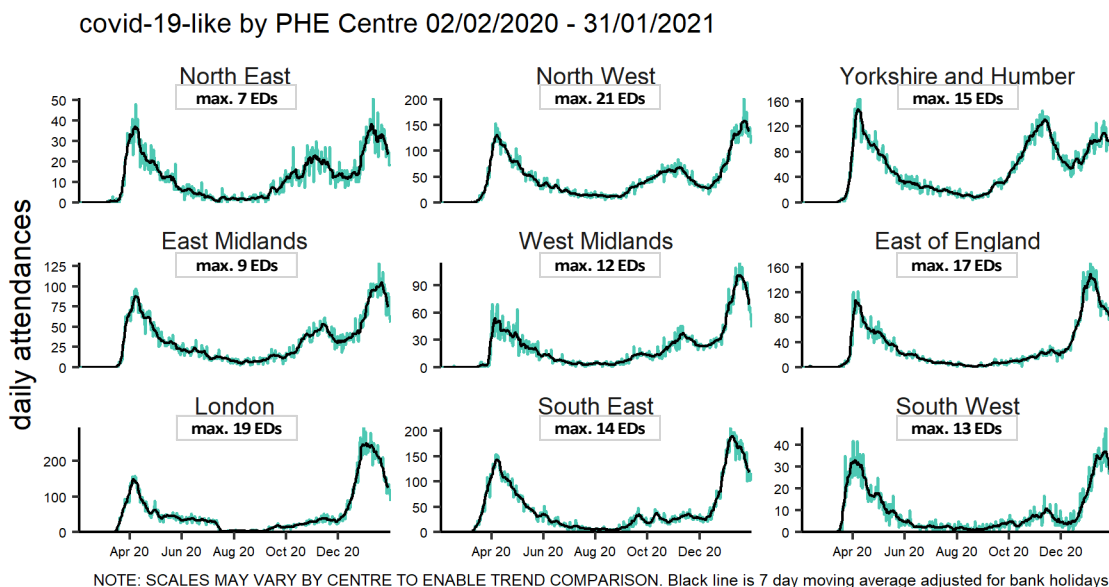 covid-19-like by PHE Centre 02/02/2020 - 31/01/2021
daily attendances
North East
max. 7 EDs
50
40
30
20
10
0
North West
max. 21 EDs
200
150
100
50
0
Yorkshire and Humber
max. 15 EDs
160
120
80
40
0
East Midlands
max. 9 EDs
125
100
75
50
25
0
West Midlands
max. 12 EDs
90
60
30
0
East of England
max. 17 EDs
160
120
80
40
0
London
max. 19 EDs
200
100
0
Apr 20 Jun 20 Aug 20 Oct 20 Dec 20
South East
max. 14 EDs
200
150
100
50
0
Apr 20 Jun 20 Aug 20 Oct 20 Dec 20
South West
max. 13 EDs
40
30
20
10
0
Apr 20 Jun 20 Aug 20 Oct 20 Dec 20
NOTE: SCALES MAY VARY BY CENTRE TO ENABLE TREND COMPARISON. Black line is 7 day moving average adjusted for bank holidays